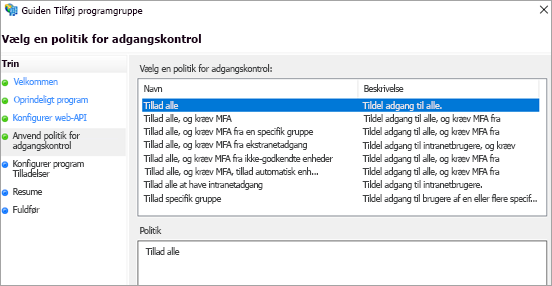 Guiden Tilføj programgruppe
Vælg en politik for adgangskontrol
Trin
Velkommen
Oprindeligt program
Konfigurer web-API
Anvend politik for
adgangskontrol
Konfigurer program
Tilladelser
Resume
Fuldfør
Vælg en politik for adgangskontrol:
Navn Beskrivelse
Tillad alle Tildel adgang til alle.
Tillad alle, og kræv MFA Tildel adgang til alle, og kræv MFA fra
Tillad alle, og kræv MFA fra en specifik gruppe Tildel adgang til alle, og kræv MFA fra
Tillad alle, og kræv MFA fra ekstranetadgang Tildel adgang til intranetbrugere, og kræv
Tillad alle, og kræv MFA fra ikke-godkendte enheder Tildel adgang til alle, og kræv MFA fra
Tillad alle, og kræv MFA, tillad automatisk enh... Tildel adgang til alle, og kræv MFA fra
Tillad alle at have intranetadgang Tildel adgang til intranetbrugere.
Tillad specifik gruppe Tildel adgang til brugere af en eller flere specif...
Politik
Tillad alle